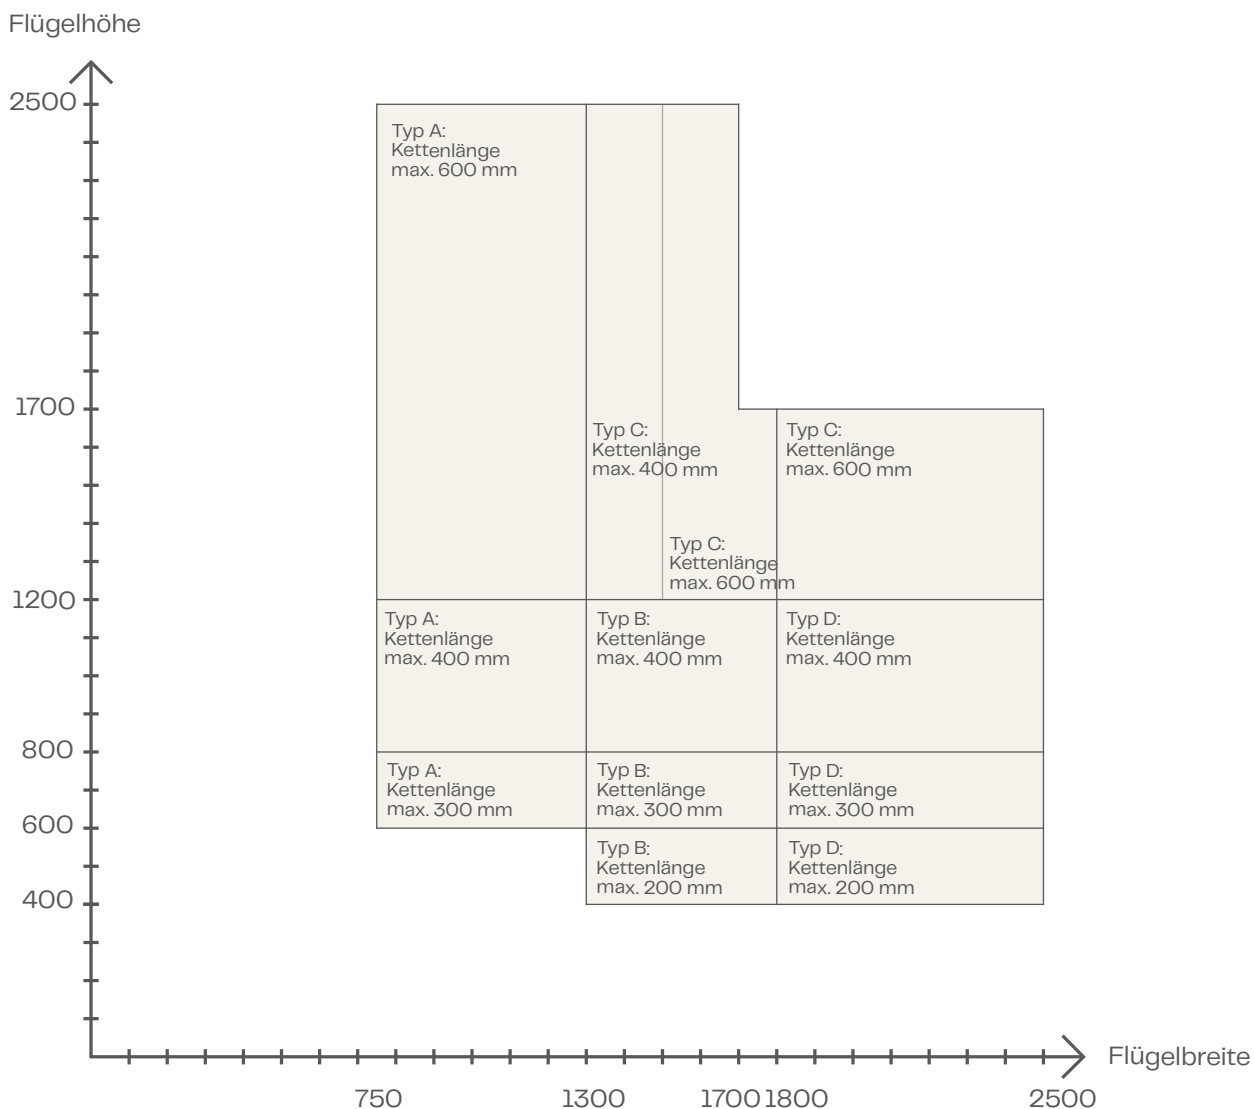 Flügelhöhe
2500
Typ A:
Kettenlänge
max. 600 mm
1700
Typ C:
Kettenlänge
max. 400 mm
Typ C:
Kettenlänge
max. 600 mm
Typ C:
Kettenlänge
max. 600 mm
1200
Typ A:
Kettenlänge
max. 400 mm
Typ B:
Kettenlänge
max. 400 mm
Typ D:
Kettenlänge
max. 400 mm
800
Typ A:
Kettenlänge
max. 300 mm
Typ B:
Kettenlänge
max. 300 mm
Typ D:
Kettenlänge
max. 300 mm
600
Typ B:
Kettenlänge
max. 200 mm
Typ D:
Kettenlänge
max. 200 mm
400
Flügelbreite
750
1300
1700
1800
2500